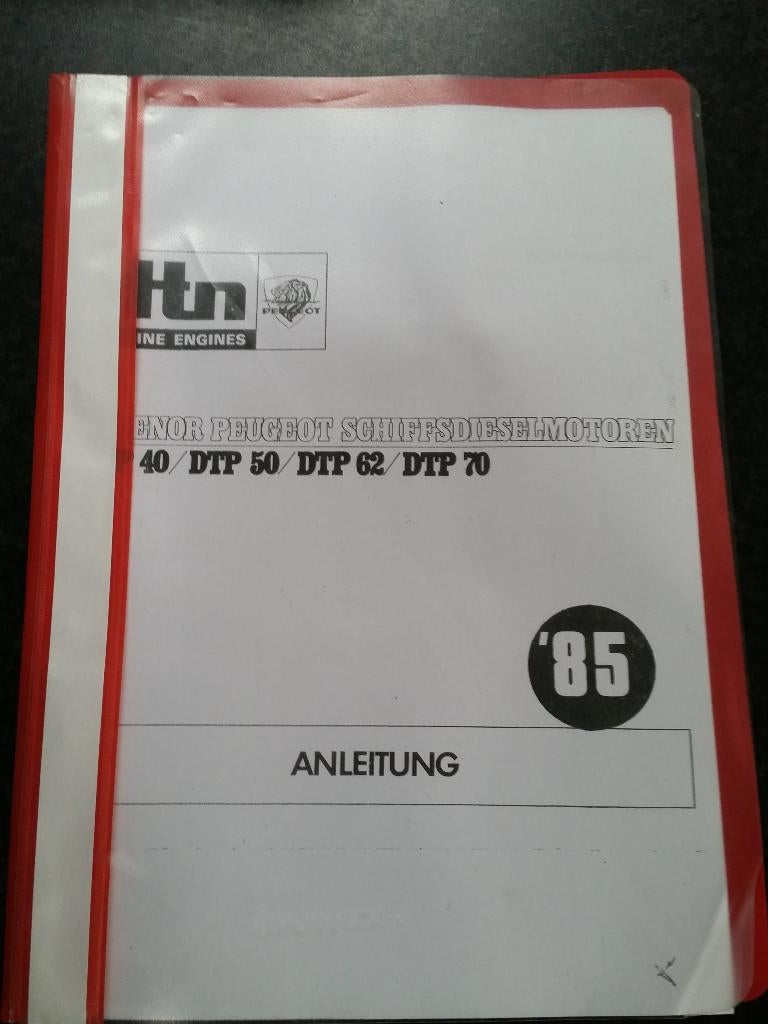 Htn
PEUGEOT
INE ENGINES
ENOR PEUGEOT SCHIFFSDIESELMOTOREN
40/DTP 50/DTP 62/DTP 70
'85
ANLEITUNG